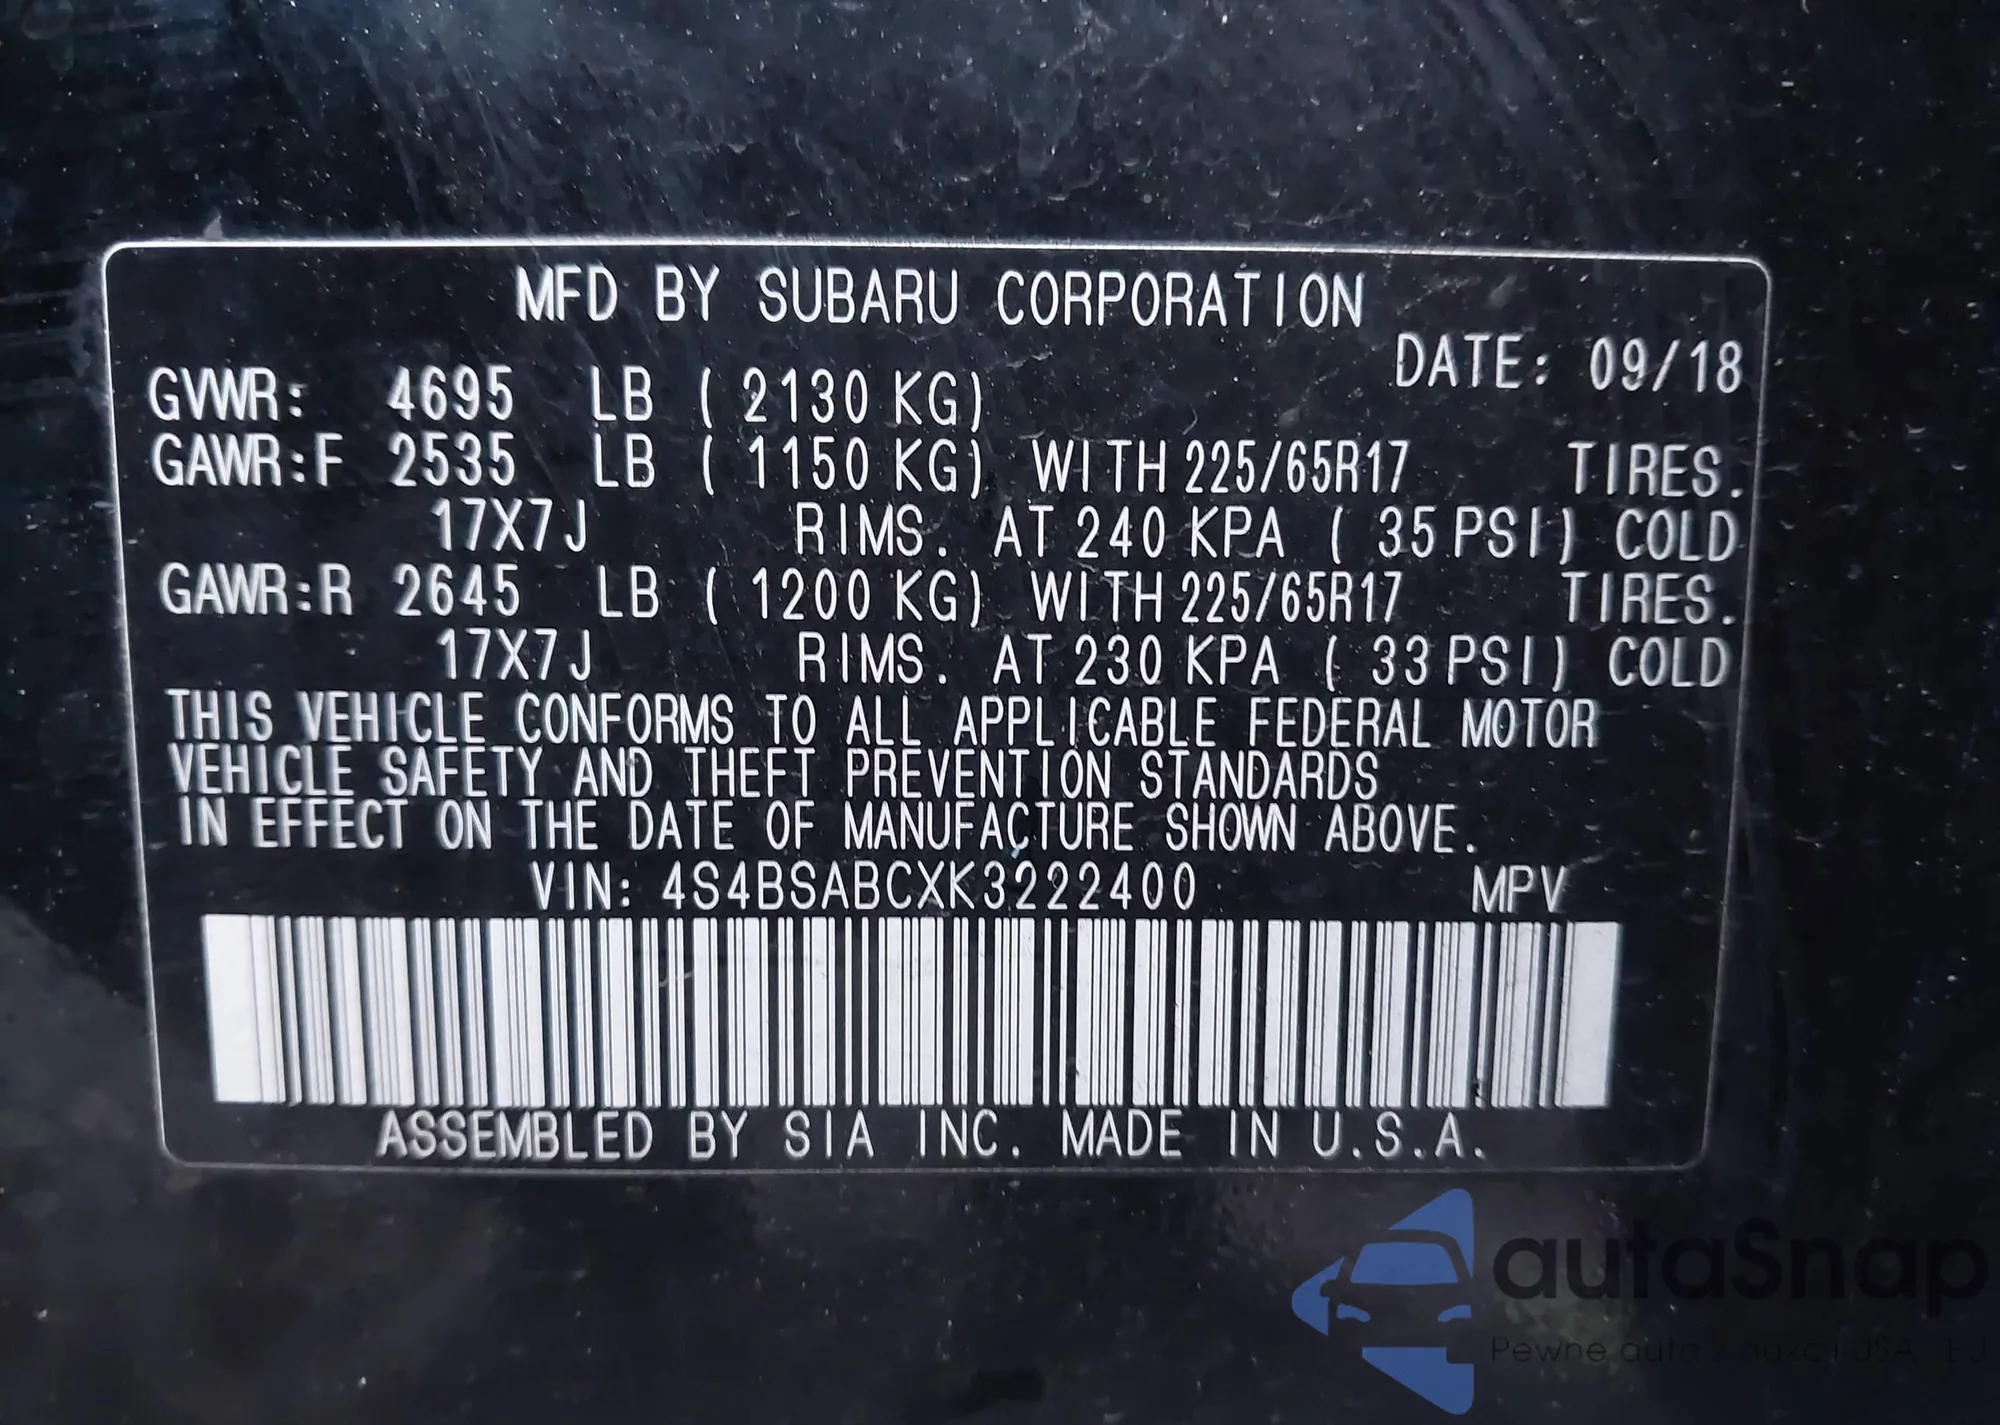 MFD BY SUBARU CORPORATION
DATE: 09/18
GVWR: 4695 LB ( 2130 KG)
GAWR:F 2535 LB ( 1150 KG) WITH 225/65R17 TIRES.
17X7J RIMS. AT 240 KPA ( 35 PSI) COLD
GAWR:R 2645 LB ( 1200 KG) WITH 225/65R17 TIRES.
17X7J RIMS. AT 230 KPA ( 33 PSI) COLD
THIS VEHICLE CONFORMS TO ALL APPLICABLE FEDERAL MOTOR
VEHICLE SAFETY AND THEFT PREVENTION STANDARDS
IN EFFECT ON THE DATE OF MANUFACTURE SHOWN ABOVE.
VIN: 4S4BSABCXK3222400 MPV
ASSEMBLED BY SIA INC. MADE IN U.S.A.
autaSnap
Pewne auta